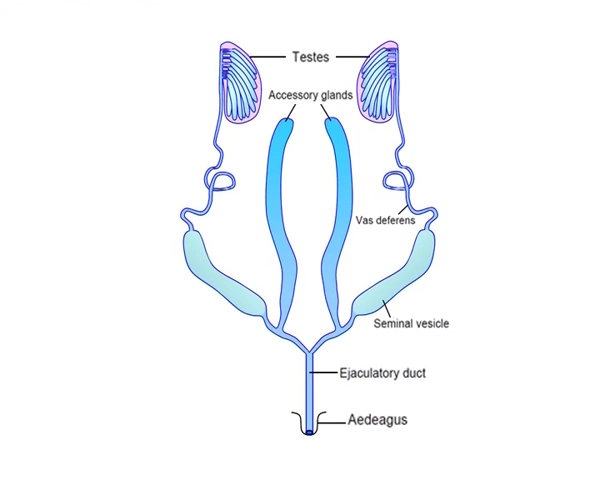 Testes
Accessory glands
Vas deferens
Seminal vesicle
Ejaculatory duct
Aedeagus